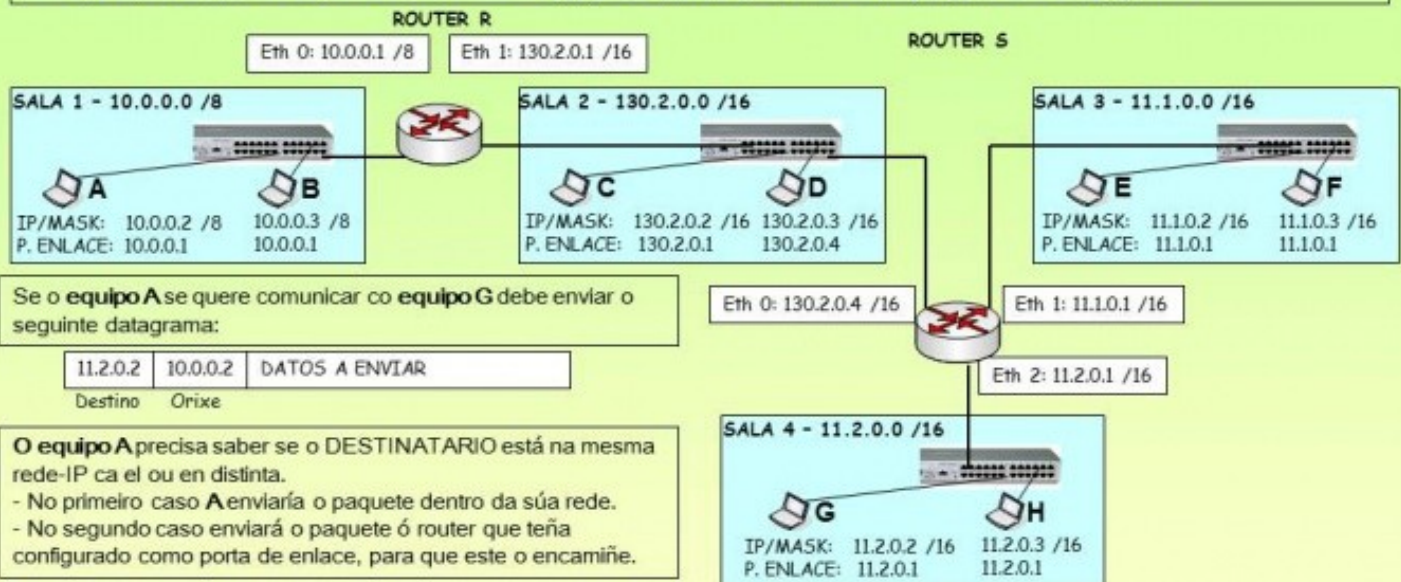 ROUTER R
ROUTER S
Eth 0: 10.0.0.1 /8
Eth 1: 130.2.0.1 /16
SALA 1 - 10.0.0.0 /8
A
B
IP/MASK: 10.0.0.2 /8 10.0.0.3 /8
P. ENLACE: 10.0.0.1 10.0.0.1
SALA 2 - 130.2.0.0 /16
C
D
IP/MASK: 130.2.0.2 /16 130.2.0.3 /16
P. ENLACE: 130.2.0.1 130.2.0.4
SALA 3 - 11.1.0.0 /16
E
F
IP/MASK: 11.1.0.2 /16 11.1.0.3 /16
P. ENLACE: 11.1.0.1 11.1.0.1
Se o equipo A se quere comunicar co equipo G debe enviar o
seguinte datagrama:
11.2.0.2 10.0.0.2 DATOS A ENVIAR
Destino Orixe
Eth 0: 130.2.0.4 /16
Eth 1: 11.1.0.1 /16
Eth 2: 11.2.0.1 /16
O equipo A precisa saber se o DESTINATARIO está na mesma
rede-IP ca el ou en distinta.
- No primeiro caso A enviaría o paquete dentro da súa rede.
- No segundo caso enviará o paquete ó router que teña
configurado como porta de enlace, para que este o encamiñe.
SALA 4 - 11.2.0.0 /16
G
H
IP/MASK: 11.2.0.2 /16 11.2.0.3 /16
P. ENLACE: 11.2.0.1 11.2.0.1